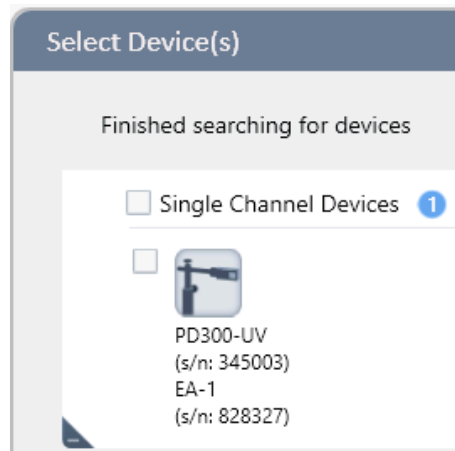 Select Device(s)
Finished searching for devices
Single Channel Devices 1
PD300-UV
(s/n: 345003)
EA-1
(s/n: 828327)